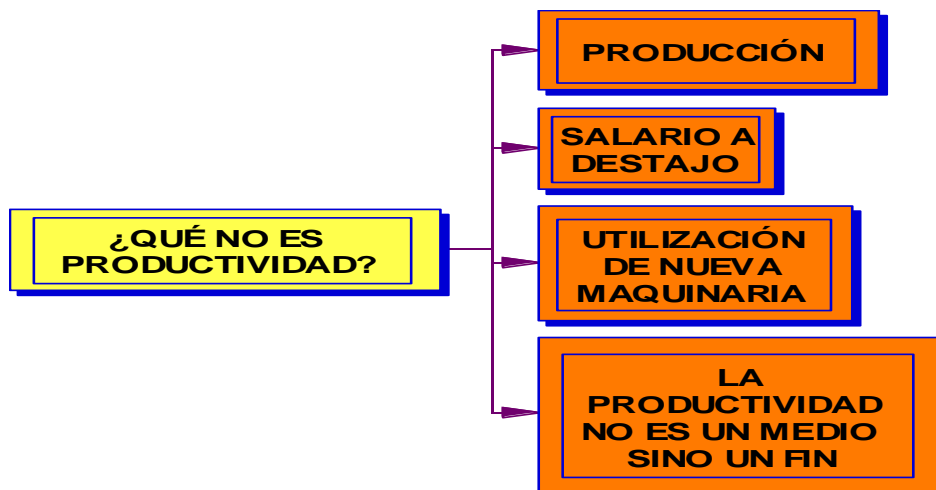 PRODUCCIÓN
SALARIO A
DESTAJO
¿QUÉ NO ES
PRODUCTIVIDAD?
UTILIZACIÓN
DE NUEVA
MAQUINARIA
LA
PRODUCTIVIDAD
NO ES UN MEDIO
SINO UN FIN